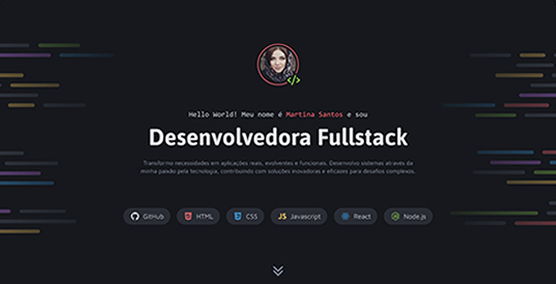 </>
Hello World! Meu nome é Martina Santos e sou
Desenvolvedora Fullstack
Transformo necessidades em aplicações reais, evolventes e funcionais. Desenvolvo sistemas através da
minha paixão pela tecnologia, contribuindo com soluções inovadoras e eficazes para desafios complexos.
GitHub HTML CSS JS Javascript React Node.js